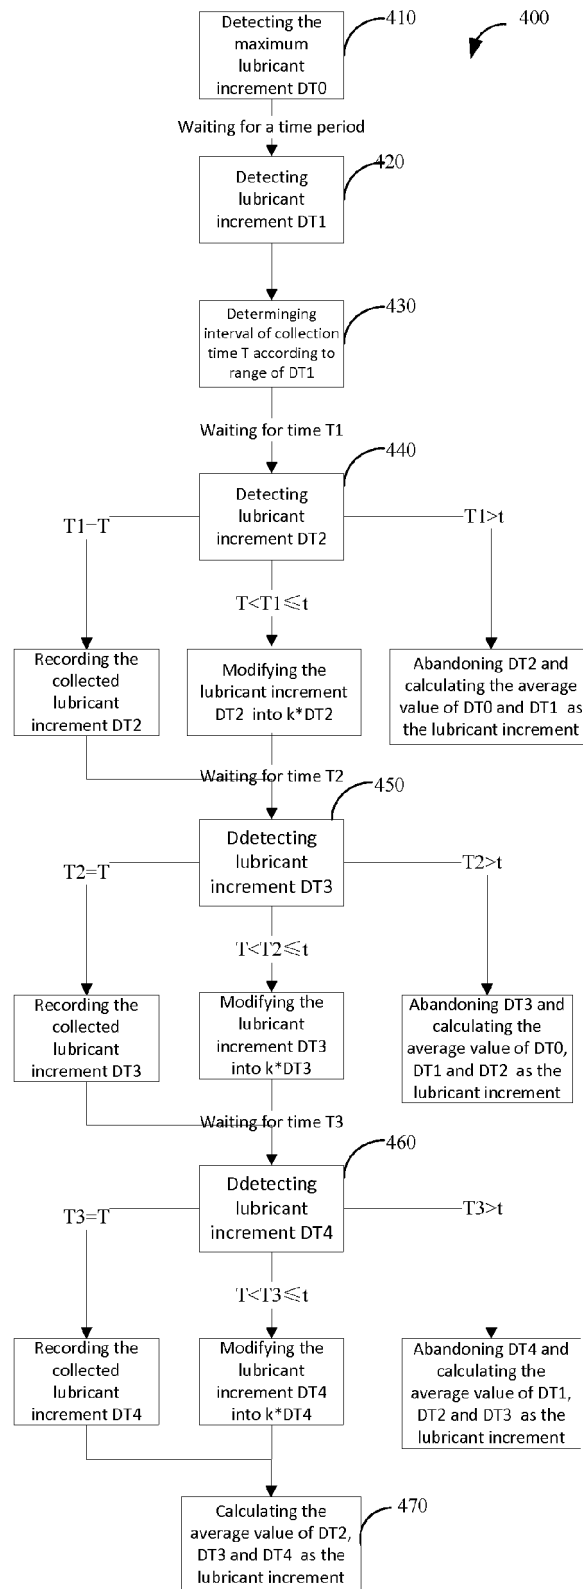 410
400
Detecting the
maximum
lubricant
increment DT0
Waiting for a time period
420
Detecting
lubricant
increment DT1
430
Determinging
interval of collection
time T according to
range of DT1
Waiting for time T1
440
Detecting
lubricant
increment DT2
T1=T
T1>t
T<T1≤t
Recording the
collected
lubricant
increment DT2
Modifying the
lubricant increment
DT2 into k*DT2
Abandoning DT2 and
calculating the average
value of DT0 and DT1 as
the lubricant increment
Waiting for time T2
450
Ddetecting
lubricant
increment DT3
T2=T
T2>t
T<T2≤t
Recording the
collected
lubricant
increment DT3
Modifying the
lubricant
increment DT3
into k*DT3
Abandoning DT3 and
calculating the
average value of DT0,
DT1 and DT2 as the
lubricant increment
Waiting for time T3
460
Ddetecting
lubricant
increment DT4
T3=T
T3>t
T<T3≤t
Recording the
collected
lubricant
increment DT4
Modifying the
lubricant
increment DT4
into k*DT4
Abandoning DT4 and
calculating the
average value of DT1,
DT2 and DT3 as the
lubricant increment
470
Calculating the
average value of DT2,
DT3 and DT4 as the
lubricant increment